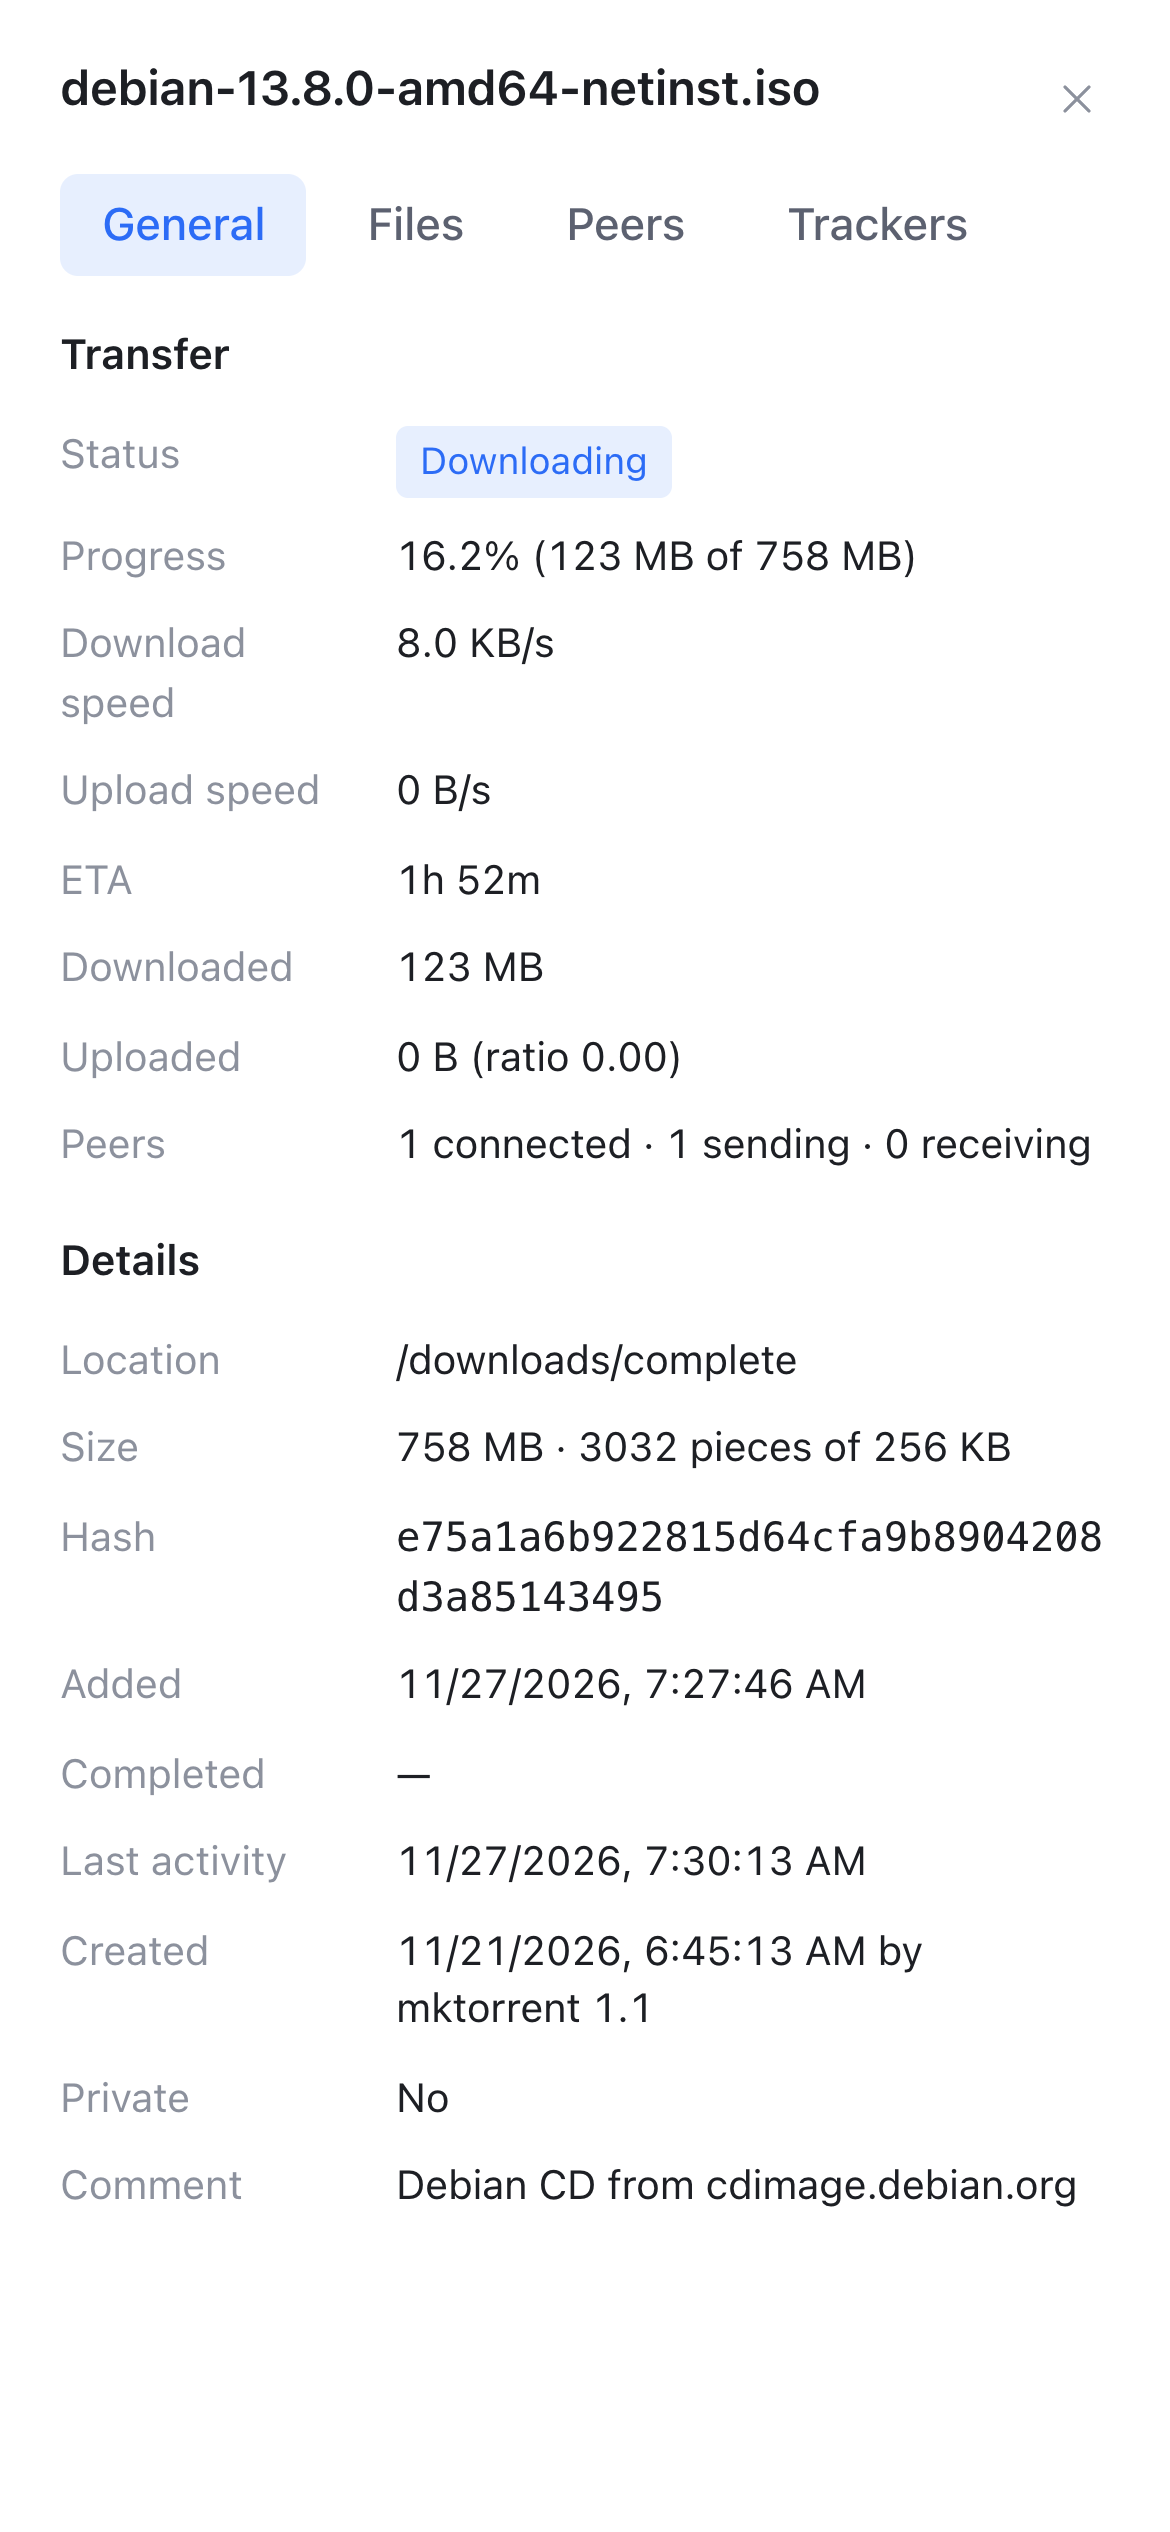 debian-13.8.0-amd64-netinst.iso
General Files Peers Trackers
Transfer
Status Downloading
Progress 16.2% (123 MB of 758 MB)
Download 8.0 KB/s
speed
Upload speed 0 B/s
ETA 1h 52m
Downloaded 123 MB
Uploaded 0 B (ratio 0.00)
Peers 1 connected · 1 sending · 0 receiving
Details
Location /downloads/complete
Size 758 MB · 3032 pieces of 256 KB
Hash e75a1a6b922815d64cfa9b8904208
d3a85143495
Added 11/27/2026, 7:27:46 AM
Completed —
Last activity 11/27/2026, 7:30:13 AM
Created 11/21/2026, 6:45:13 AM by
mktorrent 1.1
Private No
Comment Debian CD from cdimage.debian.org